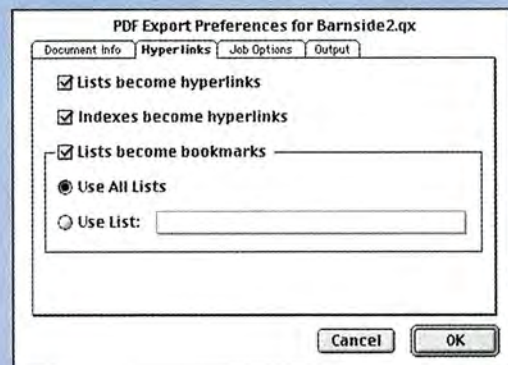 PDF Export Preferences for Barnside2.qx
Document Info Hyperlinks Job Options Output
Lists become hyperlinks
Indexes become hyperlinks
Lists become bookmarks
Use All Lists
Use List:
Cancel OK